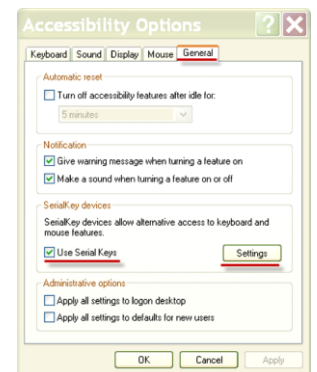 Accessibility Options
Keyboard Sound Display Mouse General
Automatic reset
Turn off accessibility features after idle for:
5 minutes
Notification
Give warning message when turning a feature on
Make a sound when turning a feature on or off
SerialKey devices
SerialKey devices allow alternative access to keyboard and
mouse features.
Use Serial Keys Settings
Administrative options
Apply all settings to logon desktop
Apply all settings to defaults for new users
OK Cancel Apply